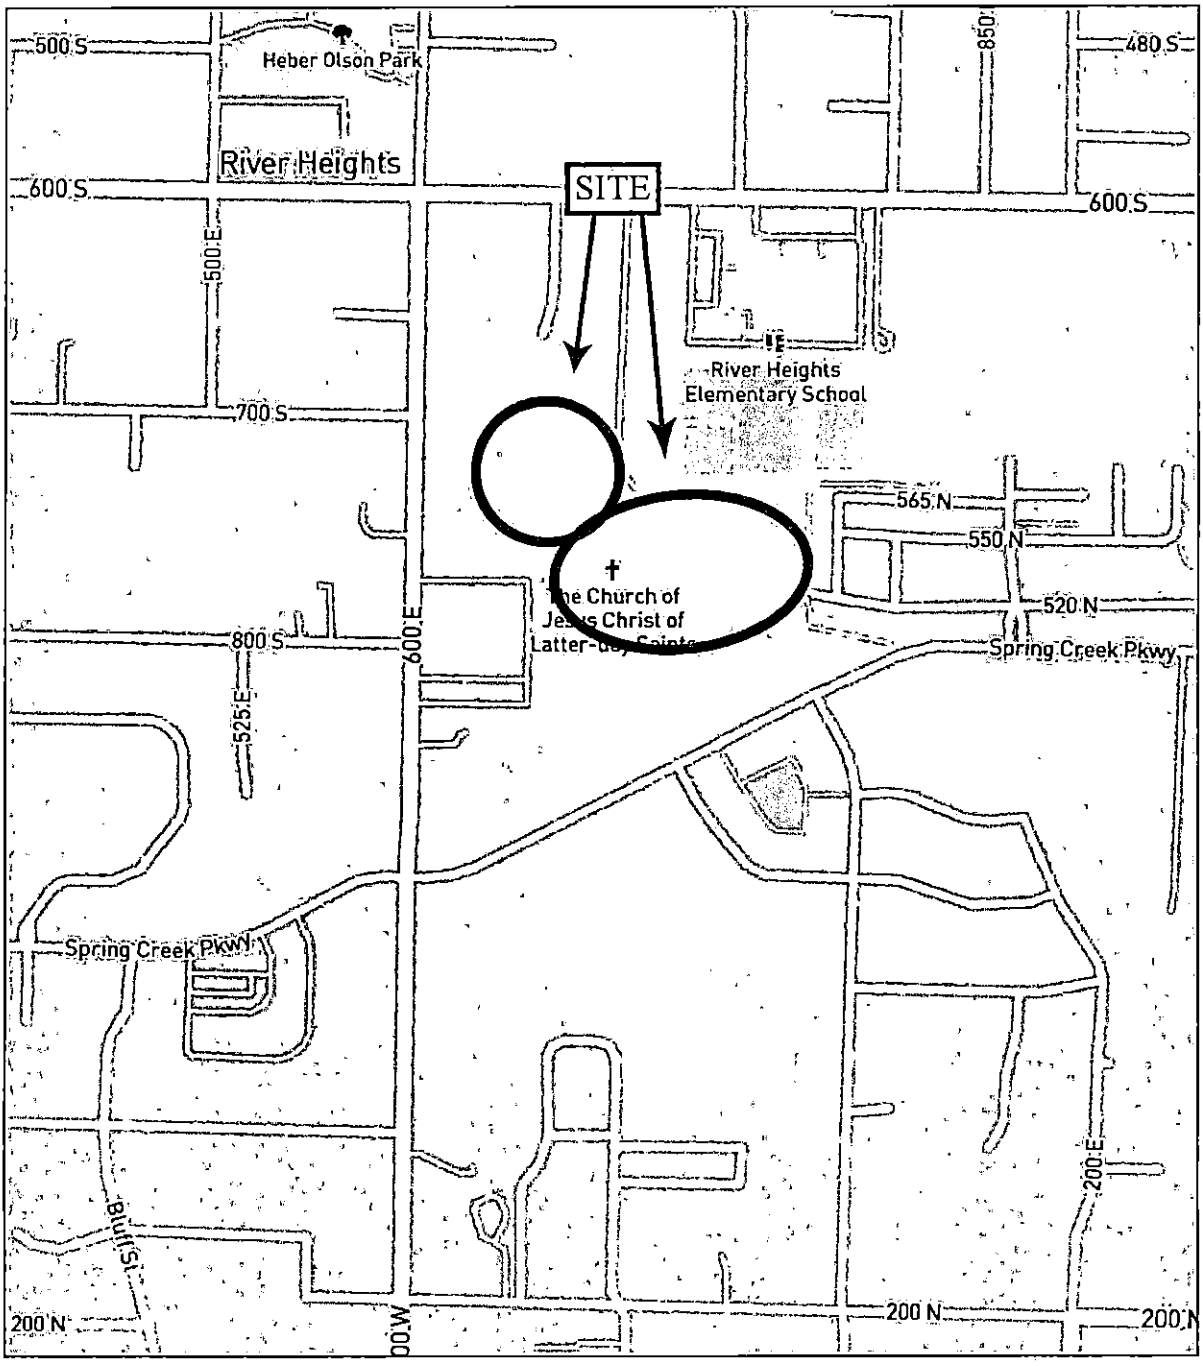 500 S
850
480 S
Heber Olson Park
River Heights
SITE
600 S
600 S
500 E
River Heights
Elementary School
700 S
565 N
550 N
The Church of
Jesus Christ of
Latter-day Saints
520 N
600 E
800 S
Spring Creek Pkwy
525 E
Spring Creek Pkwy
200 E
Bluff St
200 N
00 W
200 N
200 N